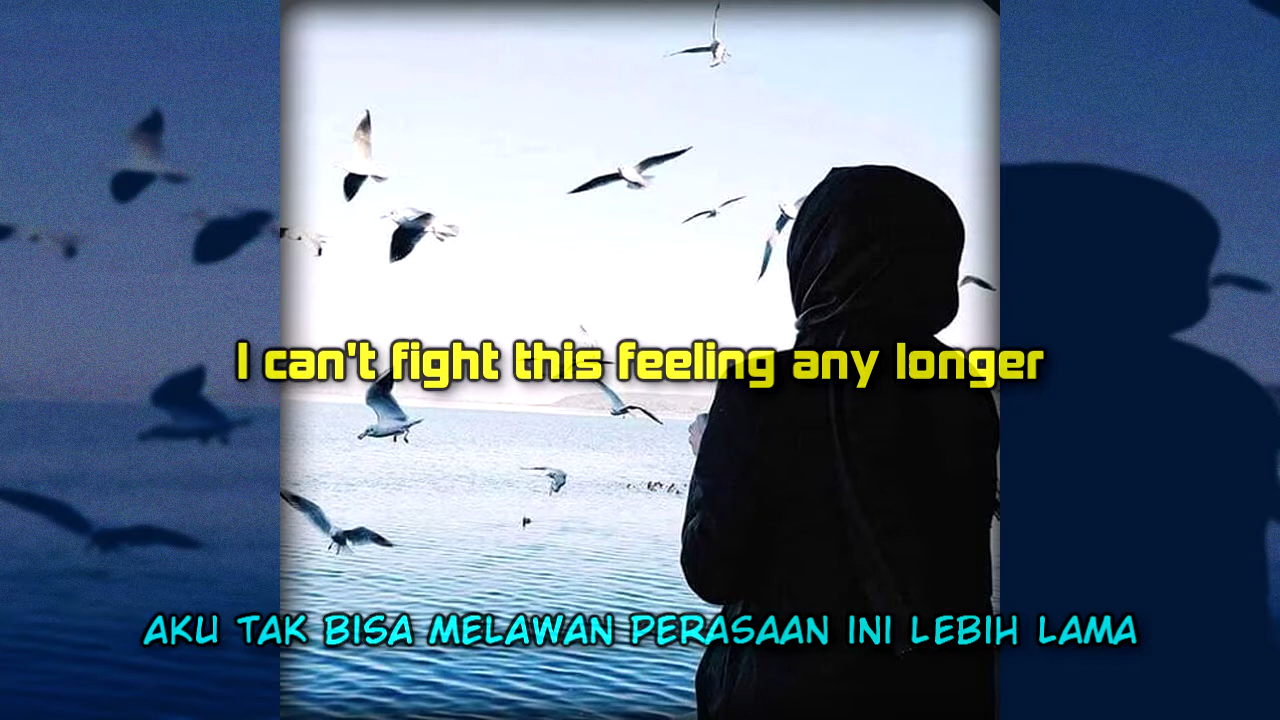 I can't fight this feeling any longer
AKU TAK BISA MELAWAN PERASAAN INI LEBIH LAMA